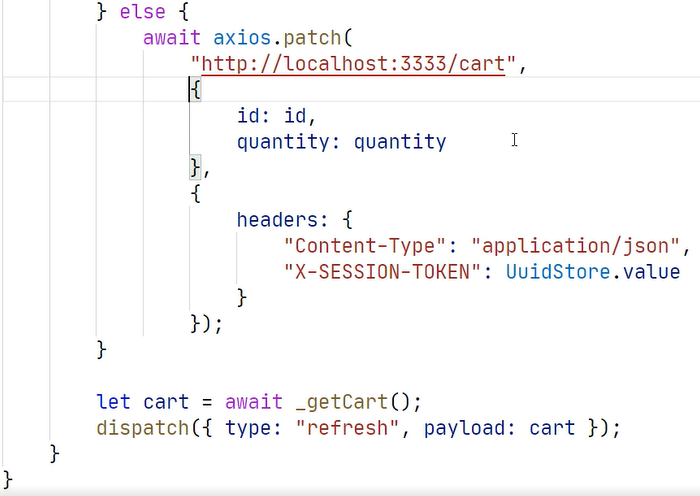 } else {
await axios.patch(
"http://localhost:3333/cart",
{
id: id,
quantity: quantity
},
{
headers: {
"Content-Type": "application/json",
"X-SESSION-TOKEN": UuidStore.value
}
});
}
let cart = await _getCart();
dispatch({ type: "refresh", payload: cart });
}
}